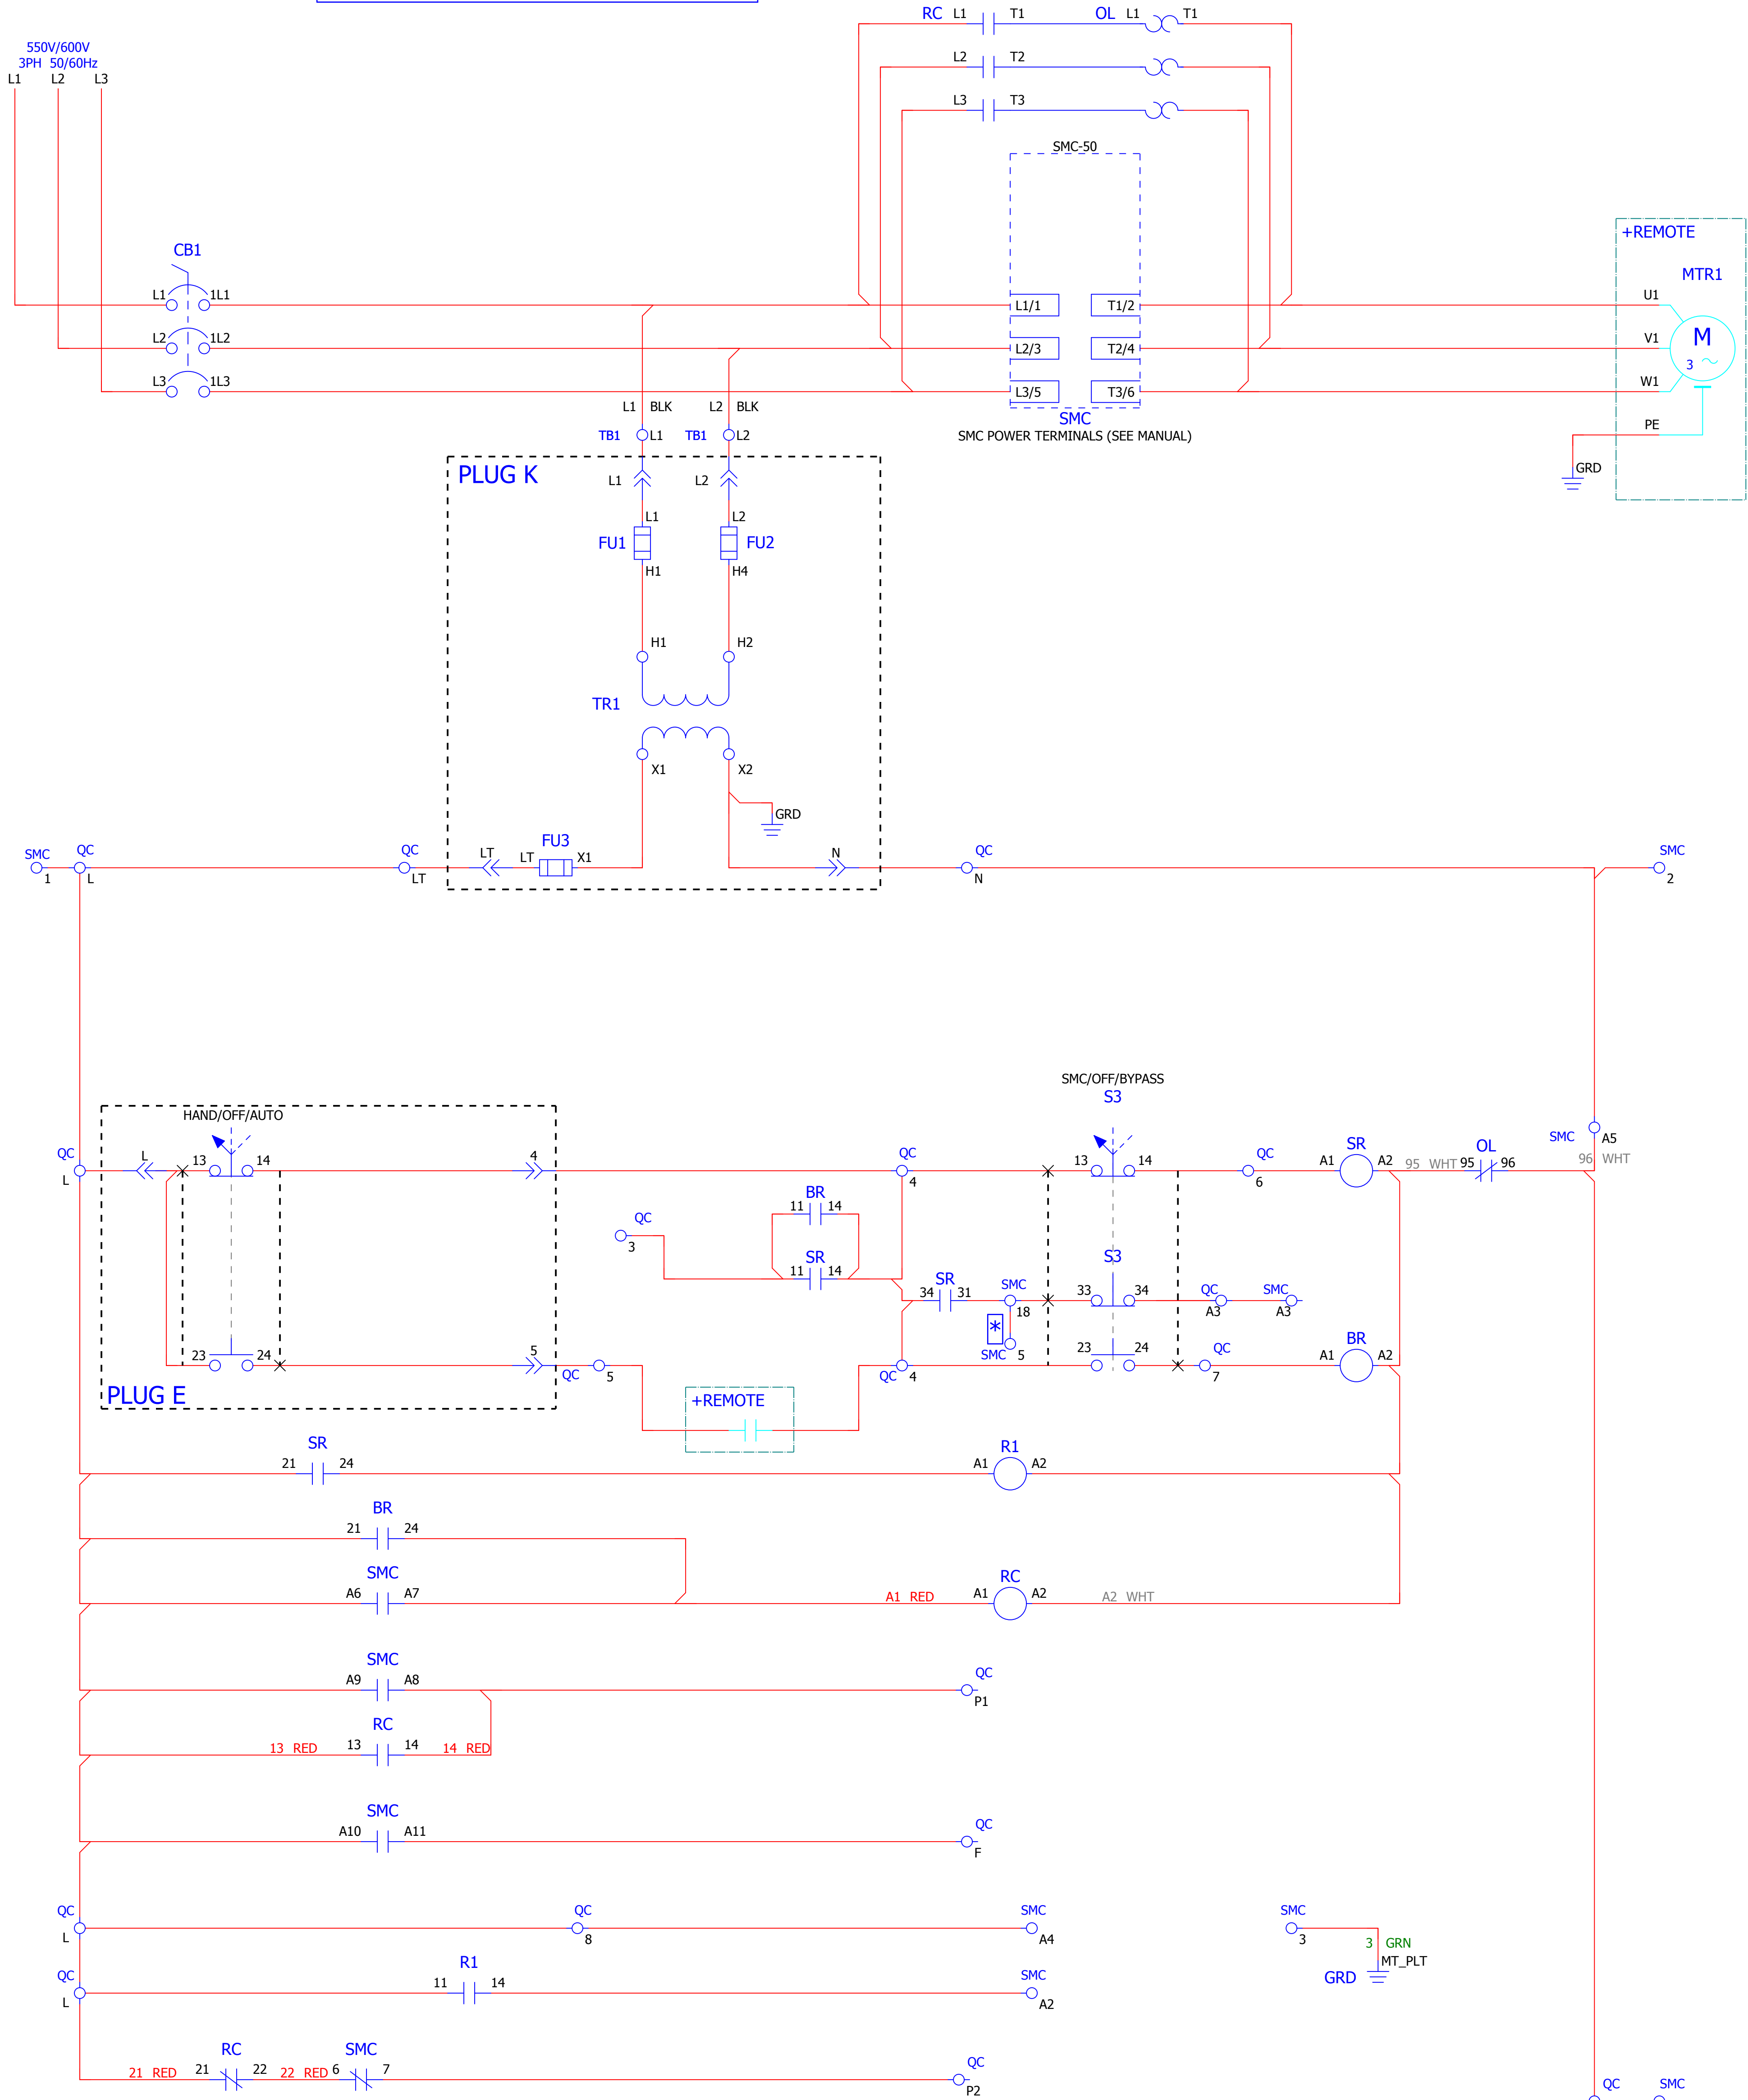 RC L1 T1 OL L1 T1
550V/600V
3PH 50/60Hz
L1 L2 L3
L2 T2
L3 T3
SMC-50
+REMOTE
CB1
MTR1
L1 1L1 L1/1 T1/2 U1
L2 1L2 L2/3 T2/4 V1 M
3
L3 1L3 L3/5 T3/6 W1
L1 BLK L2 BLK
SMC
PE
TB1 L1 TB1 L2
SMC POWER TERMINALS (SEE MANUAL)
PLUG K
GRD
L1 L2
L1 L2
FU1 FU2
H1 H4
H1 H2
TR1
X1 X2
GRD
SMC QC QC FU3 QC SMC
LT LT X1 N
1 L LT N 2
SMC/OFF/BYPASS
S3
HAND/OFF/AUTO
SMC A5
QC L 13 14 4 QC 13 14 QC SR OL
A1 A2 95 WHT 95 96 96 WHT
L 4 6
BR
11 14
QC
3
SR
11 14
S3
SR
34 31 SMC 33 34 QC SMC
18 A3 A3
*
SMC 5
23 24 5 QC 5 23 24 QC BR
A1 A2
QC 4 7
PLUG E
+REMOTE
SR R1
21 24 A1 A2
BR
21 24
SMC RC
A6 A7 A1 RED A1 A2 A2 WHT
SMC QC
A9 A8 P1
RC
13 RED 13 14 14 RED
SMC QC
A10 A11 F
QC QC SMC SMC
L 8 A4 3
3 GRN
MT_PLT
GRD
QC R1 SMC
11 14
L A2
RC SMC QC
21 RED 21 22 22 RED 6 7 P2
QC SMC